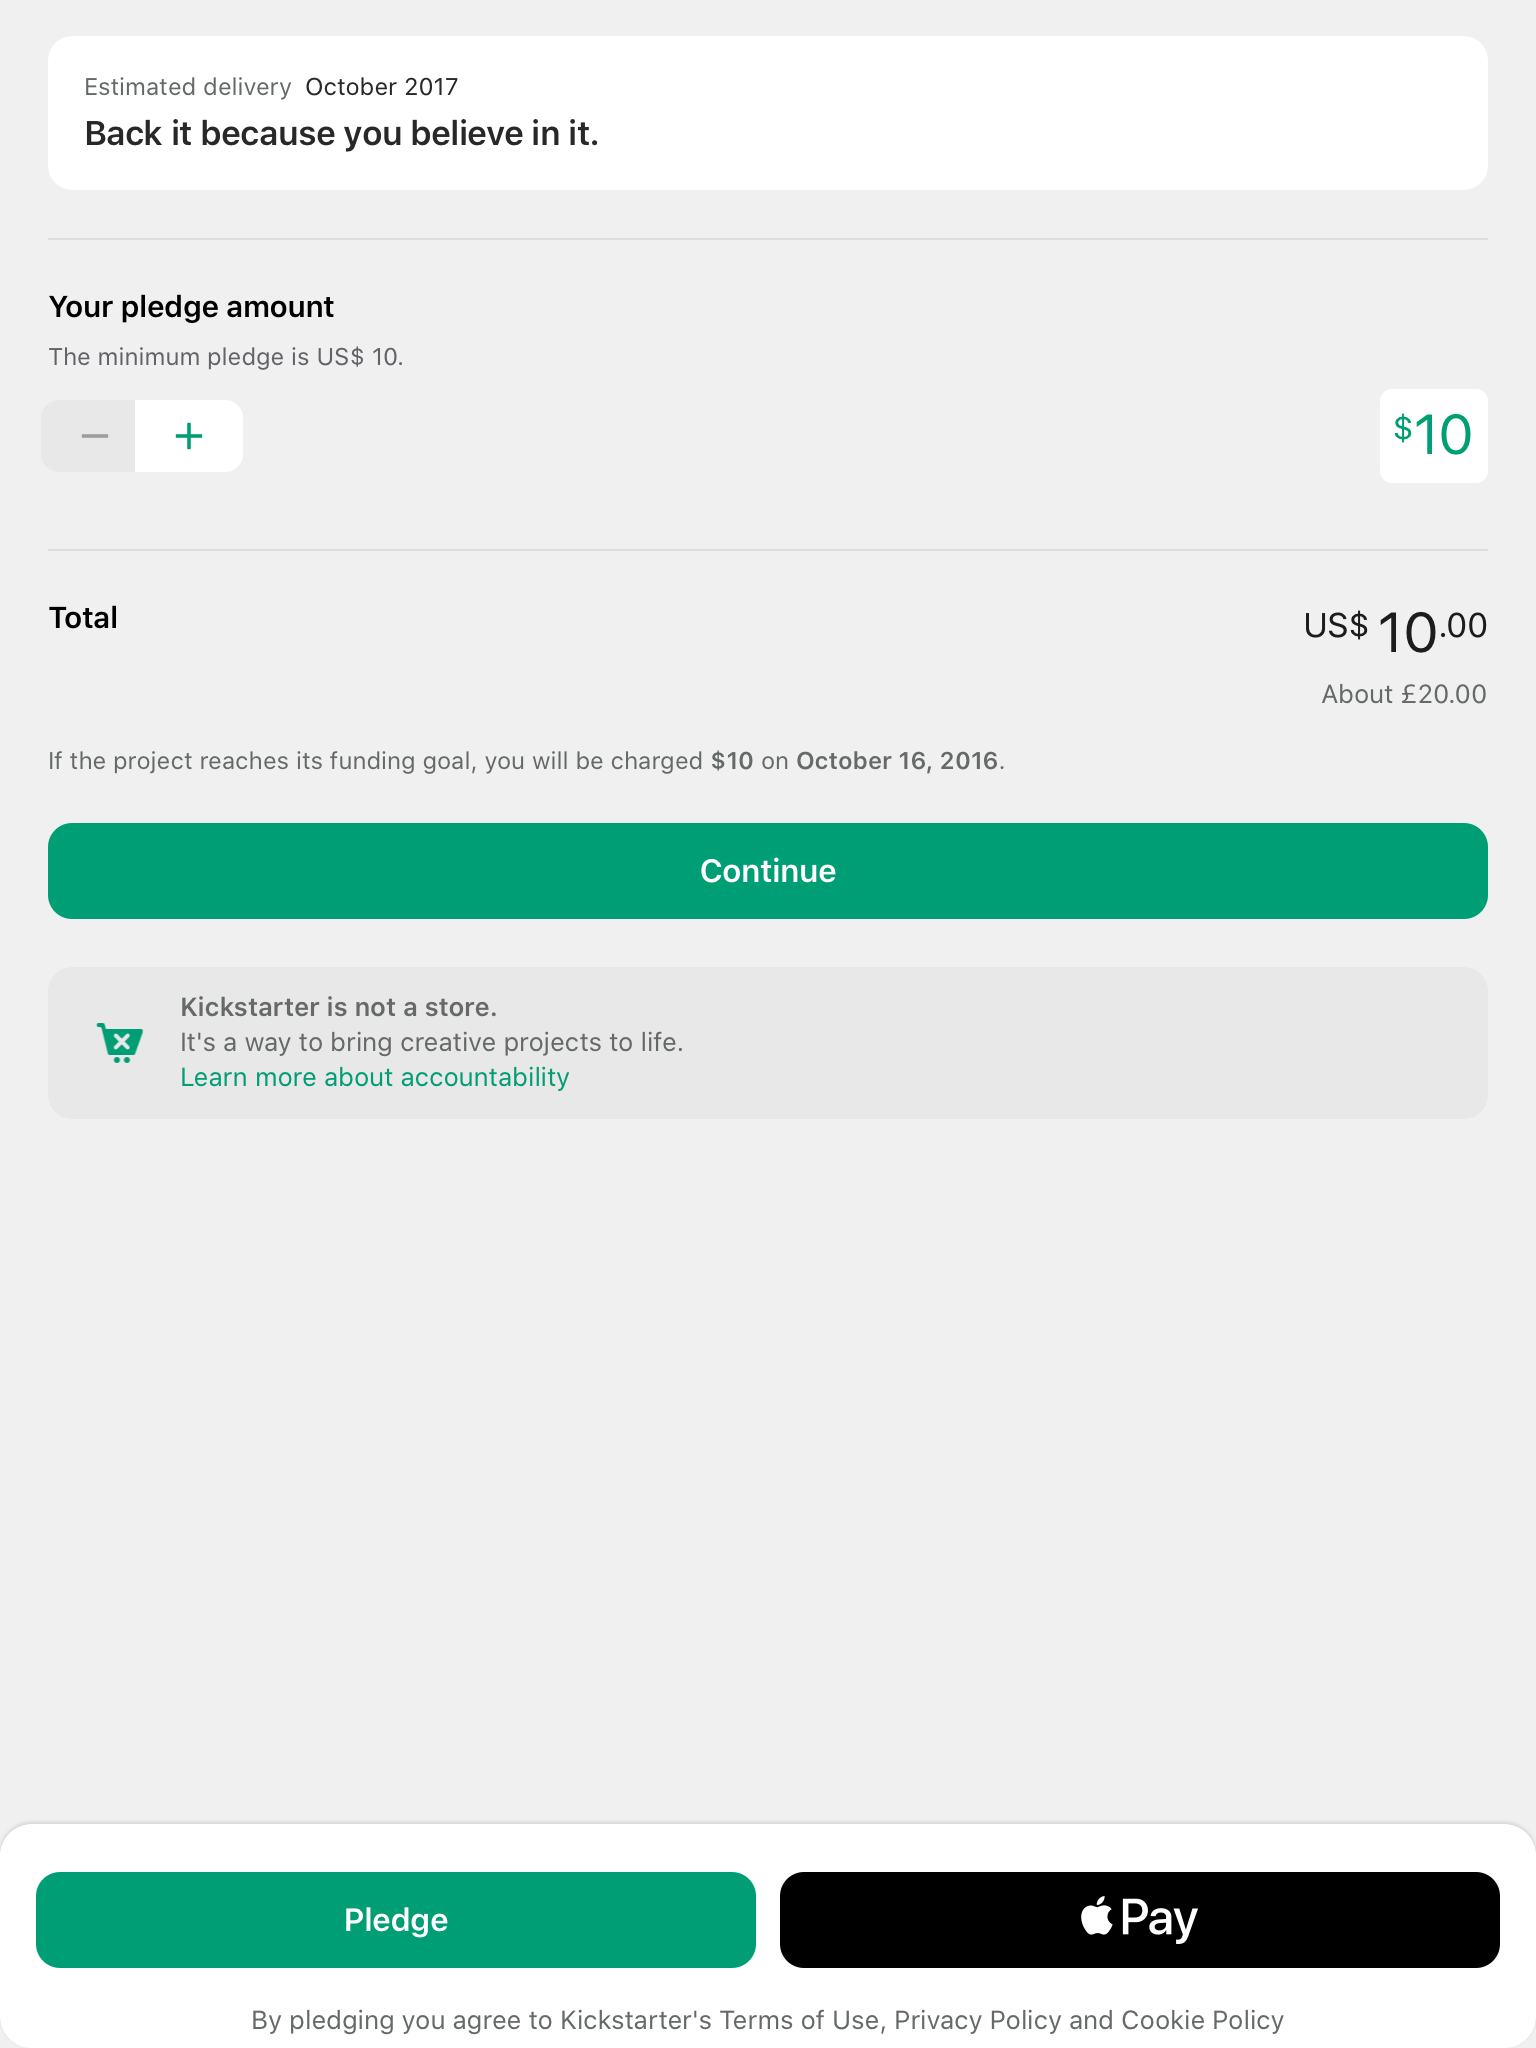 Estimated delivery October 2017
Back it because you believe in it.
Your pledge amount
The minimum pledge is US$ 10.
$10
Total
US$ 10.00
About £20.00
If the project reaches its funding goal, you will be charged $10 on October 16, 2016.
Continue
Kickstarter is not a store.
It's a way to bring creative projects to life.
Learn more about accountability
Pledge
Pay
By pledging you agree to Kickstarter's Terms of Use, Privacy Policy and Cookie Policy